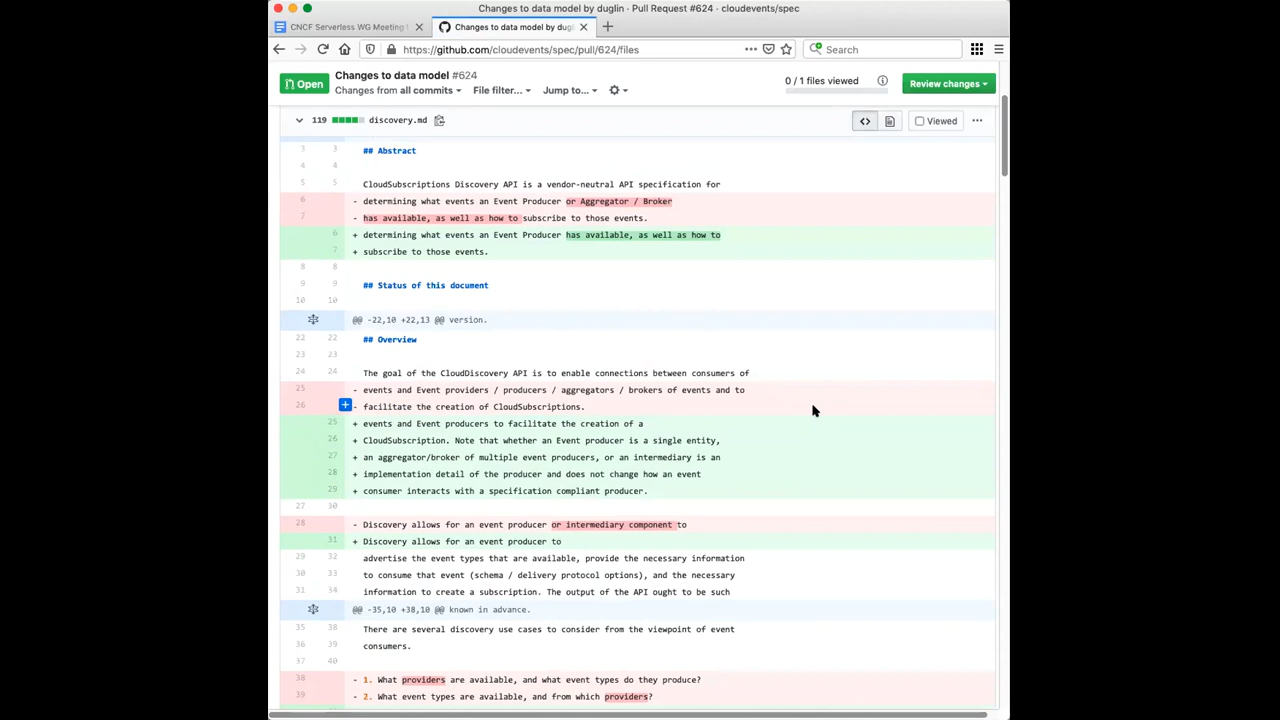 Changes to data model by duglin · Pull Request #624 · cloudevents/spec
CNCF Serverless WG Meeting
Changes to data model by dugl
https://github.com/cloudevents/spec/pull/624/files
Search
Open
Changes to data model #624
Changes from all commits
File filter...
Jump to...
0 / 1 files viewed
Review changes
119 discovery.md
Viewed
3 3 ## Abstract
4 4
5 5 CloudSubscriptions Discovery API is a vendor-neutral API specification for
6 - determining what events an Event Producer or Aggregator / Broker
7 - has available, as well as how to subscribe to those events.
6 + determining what events an Event Producer has available, as well as how to
7 + subscribe to those events.
8 8
9 9 ## Status of this document
10 10
@@ -22,10 +22,13 @@ version.
22 22 ## Overview
23 23
24 24 The goal of the CloudDiscovery API is to enable connections between consumers of
25 - events and Event providers / producers / aggregators / brokers of events and to
26 - facilitate the creation of CloudSubscriptions.
25 + events and Event producers to facilitate the creation of a
26 + CloudSubscription. Note that whether an Event producer is a single entity,
27 + an aggregator/broker of multiple event producers, or an intermediary is an
28 + implementation detail of the producer and does not change how an event
29 + consumer interacts with a specification compliant producer.
27 30
28 - Discovery allows for an event producer or intermediary component to
31 + Discovery allows for an event producer to
29 32 advertise the event types that are available, provide the necessary information
30 33 to consume that event (schema / delivery protocol options), and the necessary
31 34 information to create a subscription. The output of the API ought to be such
@@ -35,10 +38,10 @@ known in advance.
35 38 There are several discovery use cases to consider from the viewpoint of event
36 39 consumers.
37 40
38 - 1. What providers are available, and what event types do they produce?
39 - 2. What event types are available, and from which providers?